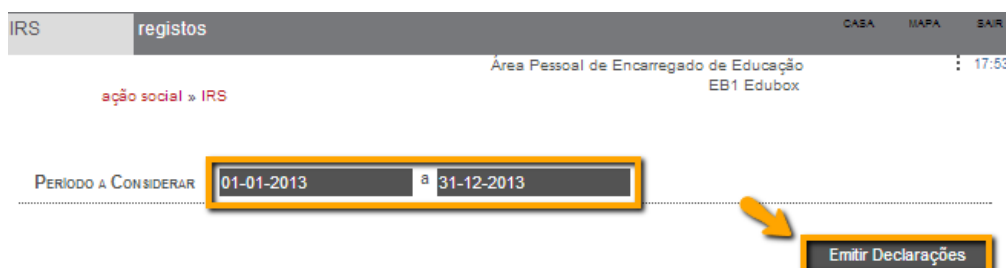 IRS registos CASA MAPA SAIR
Área Pessoal de Encarregado de Educação 17:53
EB1 Edubox
ação social » IRS
PERÍODO A CONSIDERAR 01-01-2013 a 31-12-2013
Emitir Declarações